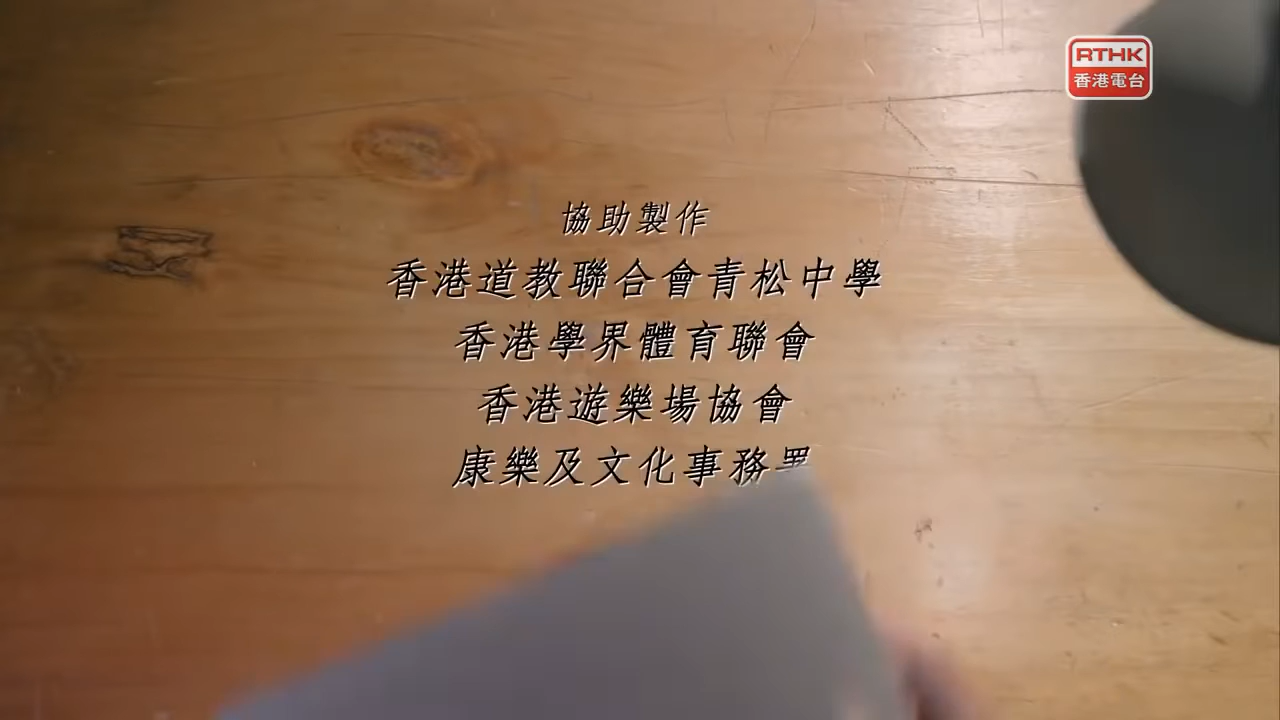 RTHK
香港電台
協助製作
香港道教聯合會青松中學
香港學界體育聯會
香港遊樂場協會
康樂及文化事務署